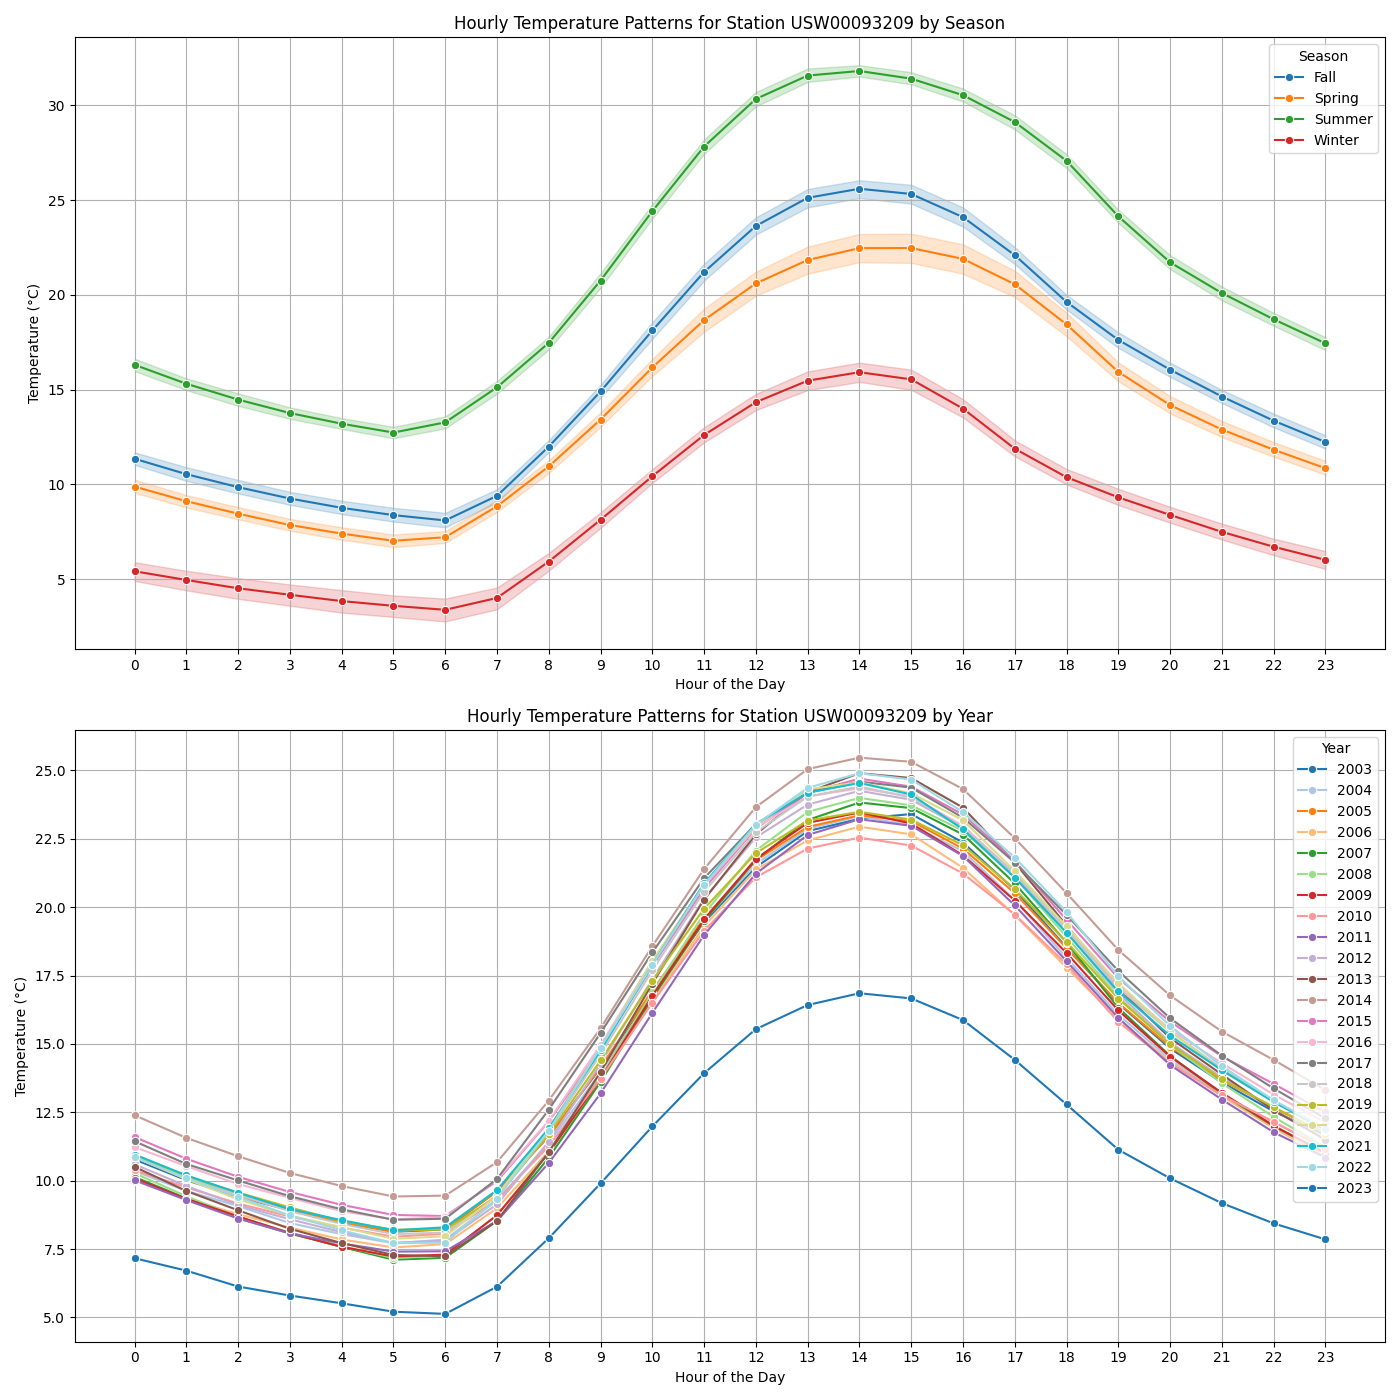 Hourly Temperature Patterns for Station USW00093209 by Season
Temperature (°C)
30
25
20
15
10
5
Season
Fall
Spring
Summer
Winter
0 1 2 3 4 5 6 7 8 9 10 11 12 13 14 15 16 17 18 19 20 21 22 23
Hour of the Day
Hourly Temperature Patterns for Station USW00093209 by Year
Temperature (°C)
25.0
22.5
20.0
17.5
15.0
12.5
10.0
7.5
5.0
Year
2003
2004
2005
2006
2007
2008
2009
2010
2011
2012
2013
2014
2015
2016
2017
2018
2019
2020
2021
2022
2023
0 1 2 3 4 5 6 7 8 9 10 11 12 13 14 15 16 17 18 19 20 21 22 23
Hour of the Day